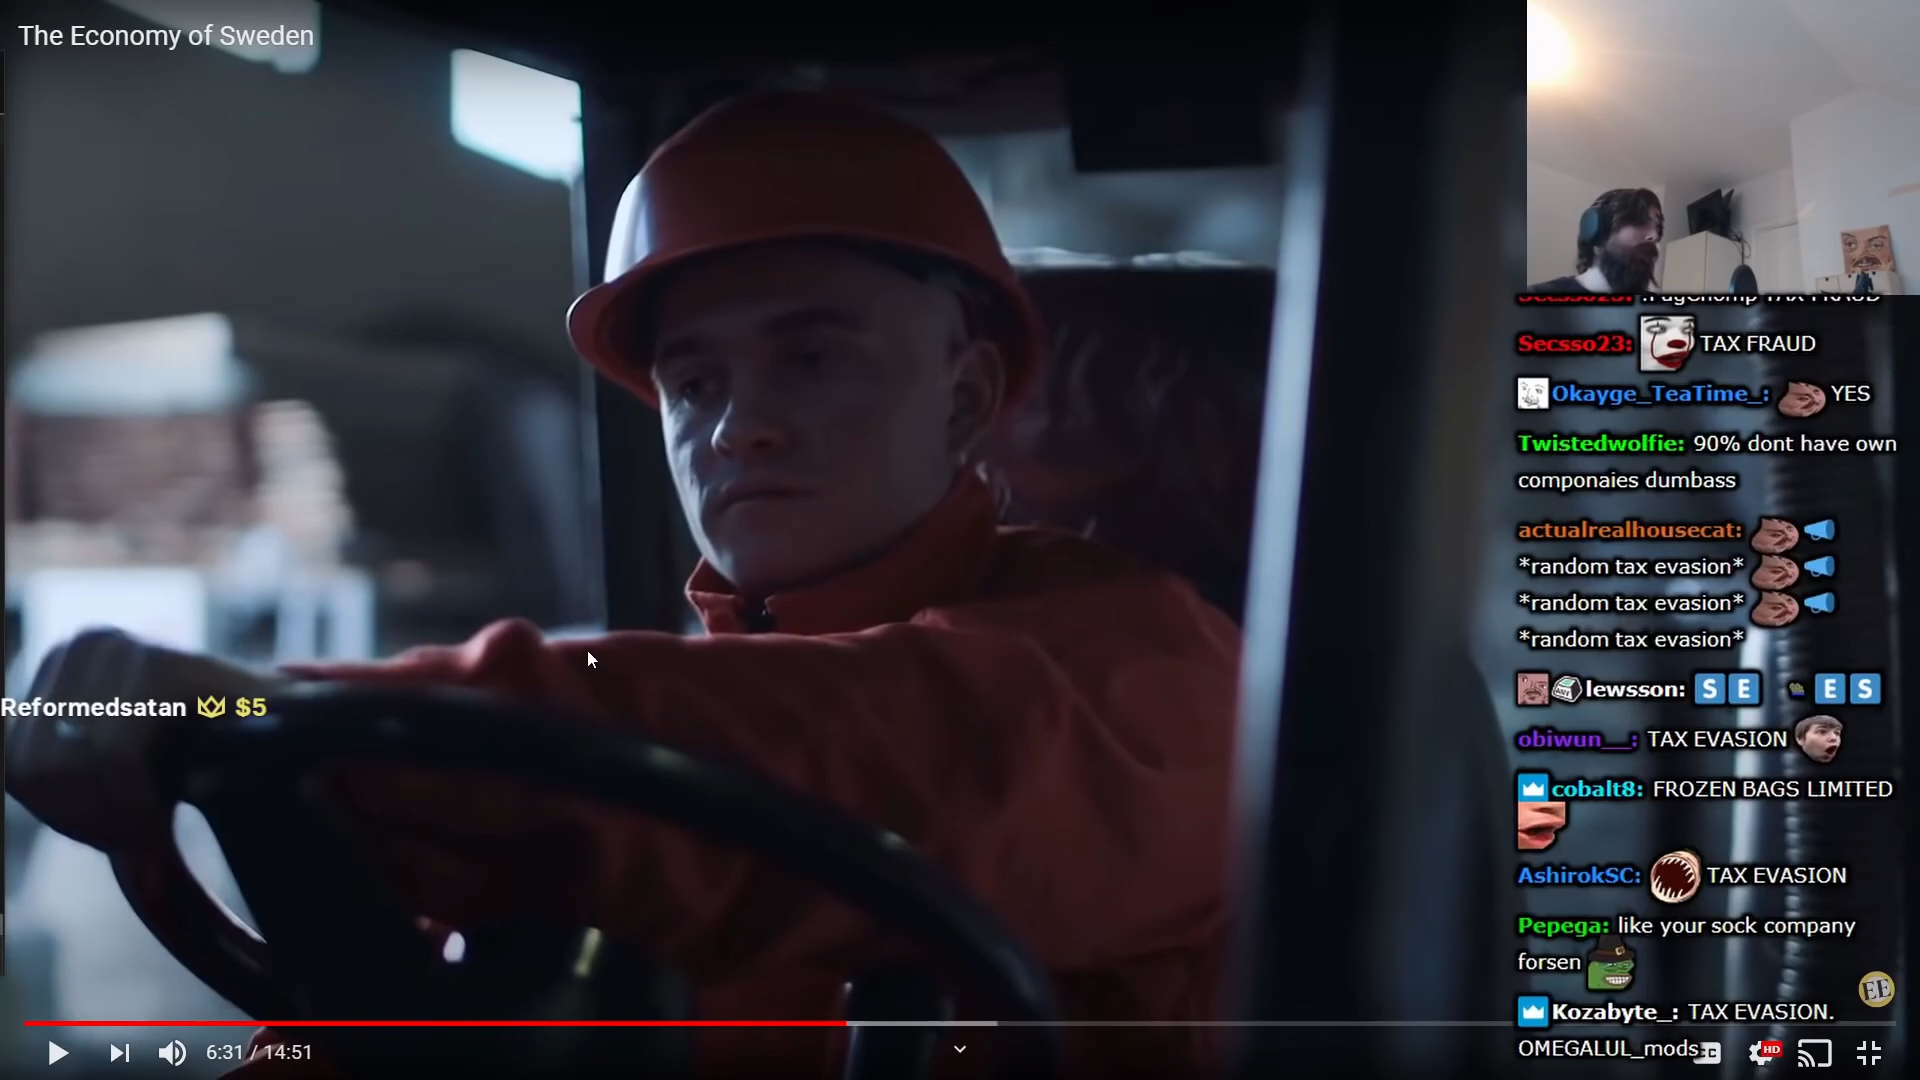 The Economy of Sweden
TAX FRAUD
Secsso23: TAX FRAUD
Okayge_TeaTime_: YES
Twistedwolfie: 90% dont have own
componaies dumbass
actualrealhousecat:
*random tax evasion*
*random tax evasion*
*random tax evasion*
lewsson: S E E S
Reformedsatan $5
obiwun__: TAX EVASION
cobalt8: FROZEN BAGS LIMITED
AshirokSC: TAX EVASION
Pepega: like your sock company
forsen
EE
Kozabyte_: TAX EVASION.
OMEGALUL_mods
6:31 / 14:51
HD